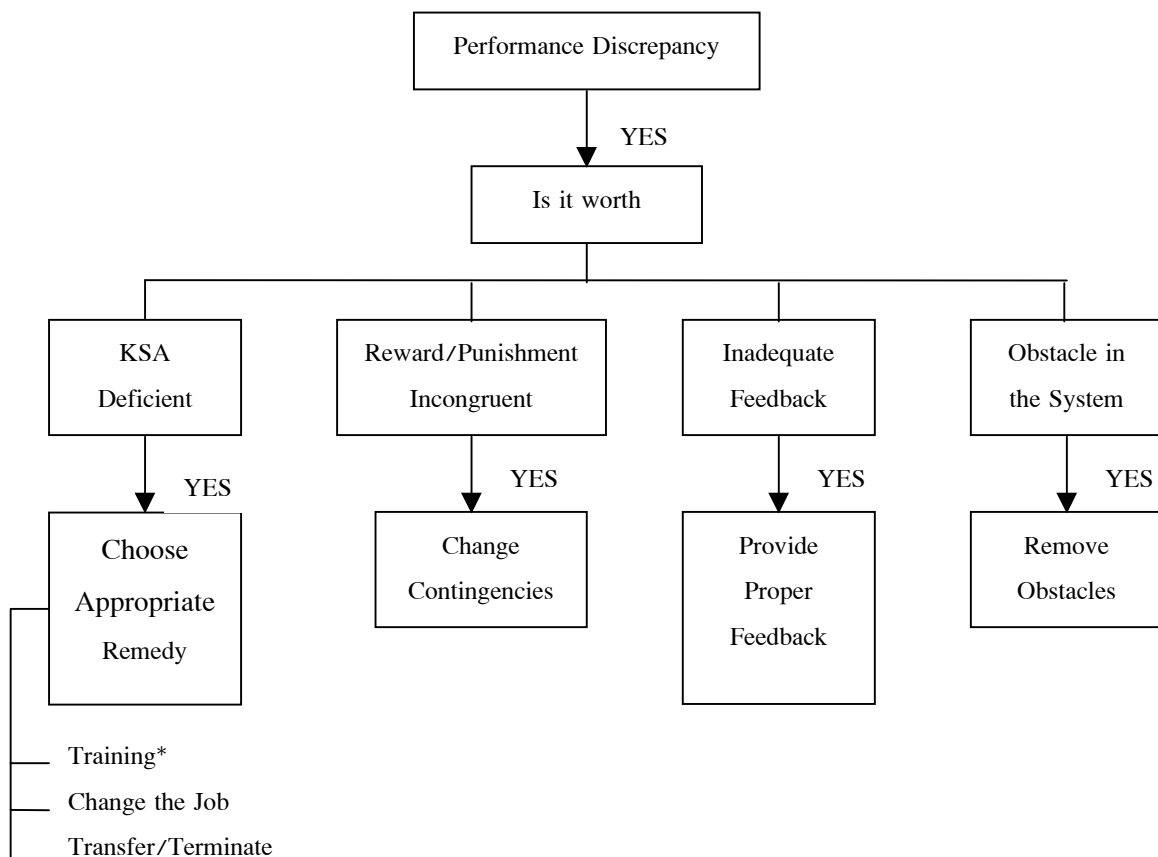 Performance Discrepancy
YES
Is it worth
KSA
Deficient
Reward/Punishment
Incongruent
Inadequate
Feedback
Obstacle in
the System
YES
YES
YES
YES
Choose
Appropriate
Remedy
Change
Contingencies
Provide
Proper
Feedback
Remove
Obstacles
Training*
Change the Job
Transfer/Terminate